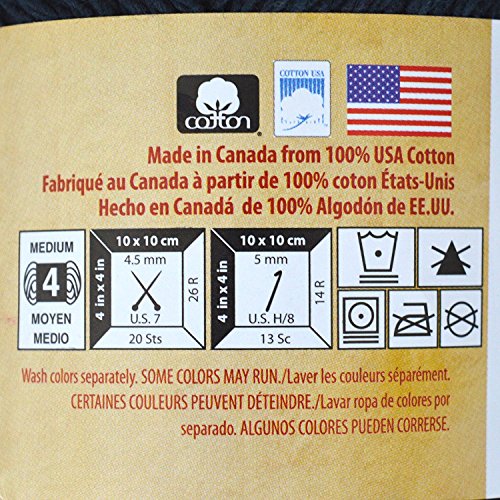 cotton®
COTTON USA
Made in Canada from 100% USA Cotton
Fabriqué au Canada à partir de 100% coton États-Unis
Hecho en Canadá de 100% Algodón de EE.UU.
MEDIUM
4
MOYEN
MEDIO
10 x 10 cm
4 in x 4 in
4.5 mm
26 R
U.S. 7
20 Sts
10 x 10 cm
4 in x 4 in
5 mm
14 R
U.S. H/8
13 Sc
Wash colors separately. SOME COLORS MAY RUN./Laver les couleurs séparément.
CERTAINES COULEURS PEUVENT DÉTEINDRE./Lavar ropa de colores por
separado. ALGUNOS COLORES PUEDEN CORRERSE.